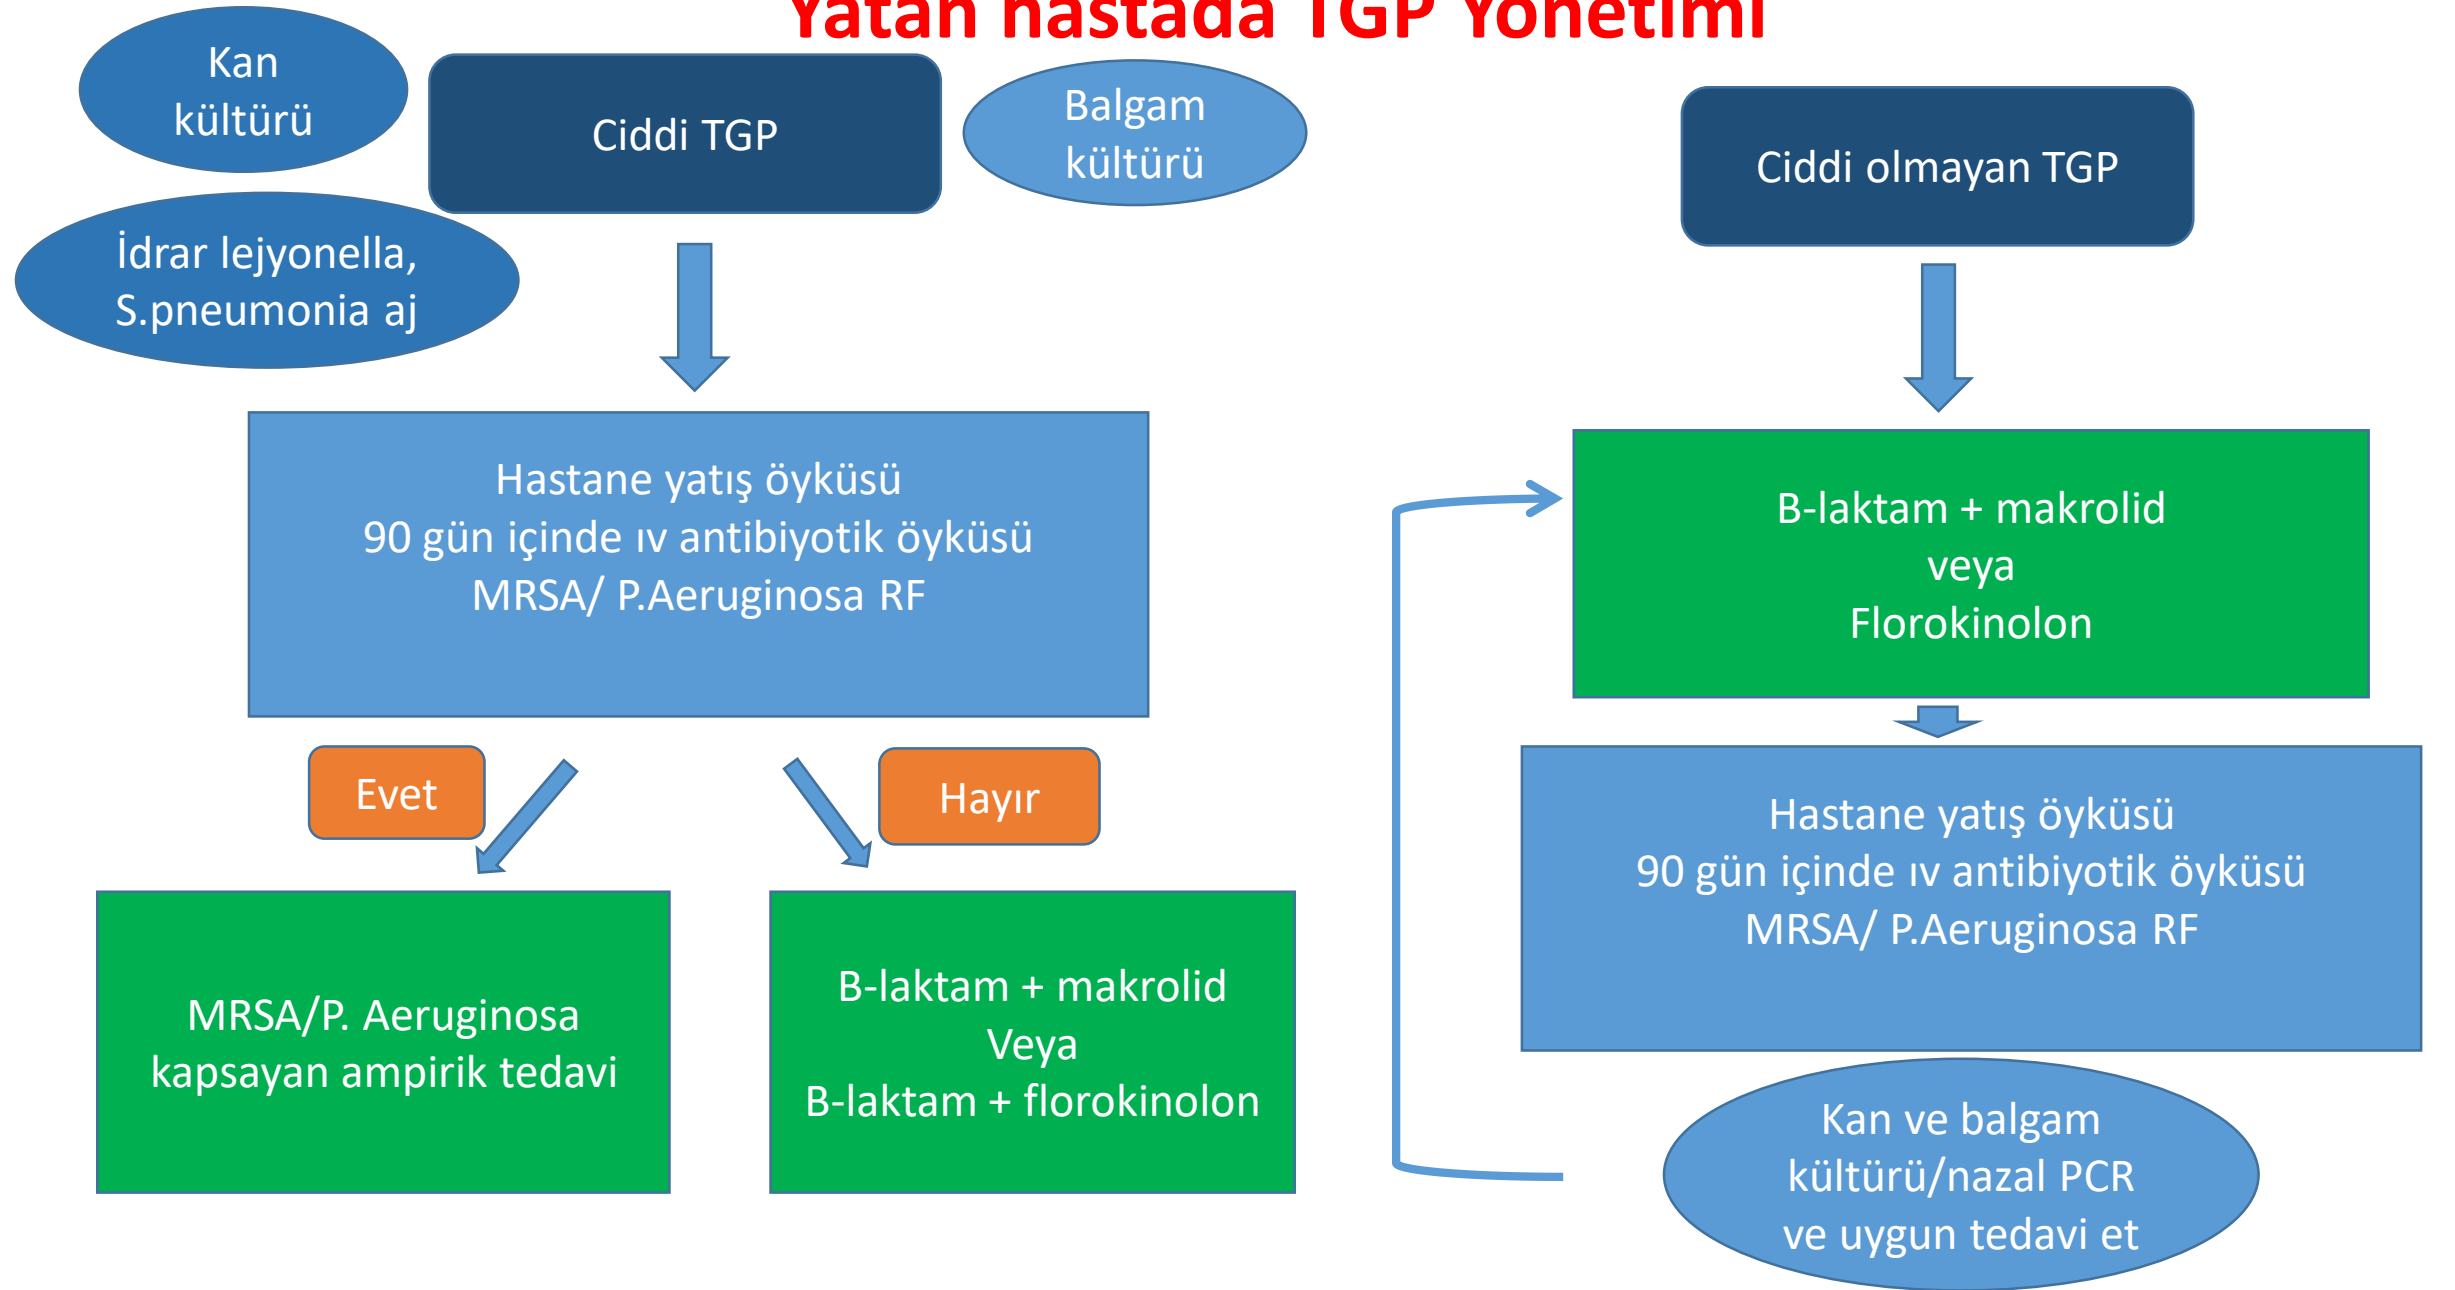 Yatan hastada TGP Yönetimi
Kan
kültürü
Ciddi TGP
Balgam
kültürü
İdrar lejyonella,
S.pneumonia aj
Hastane yatış öyküsü
90 gün içinde ıv antibiyotik öyküsü
MRSA/ P.Aeruginosa RF
Evet
Hayır
MRSA/P. Aeruginosa
kapsayan ampirik tedavi
B-laktam + makrolid
Veya
B-laktam + florokinolon
Ciddi olmayan TGP
B-laktam + makrolid
veya
Florokinolon
Hastane yatış öyküsü
90 gün içinde ıv antibiyotik öyküsü
MRSA/ P.Aeruginosa RF
Kan ve balgam
kültürü/nazal PCR
ve uygun tedavi et